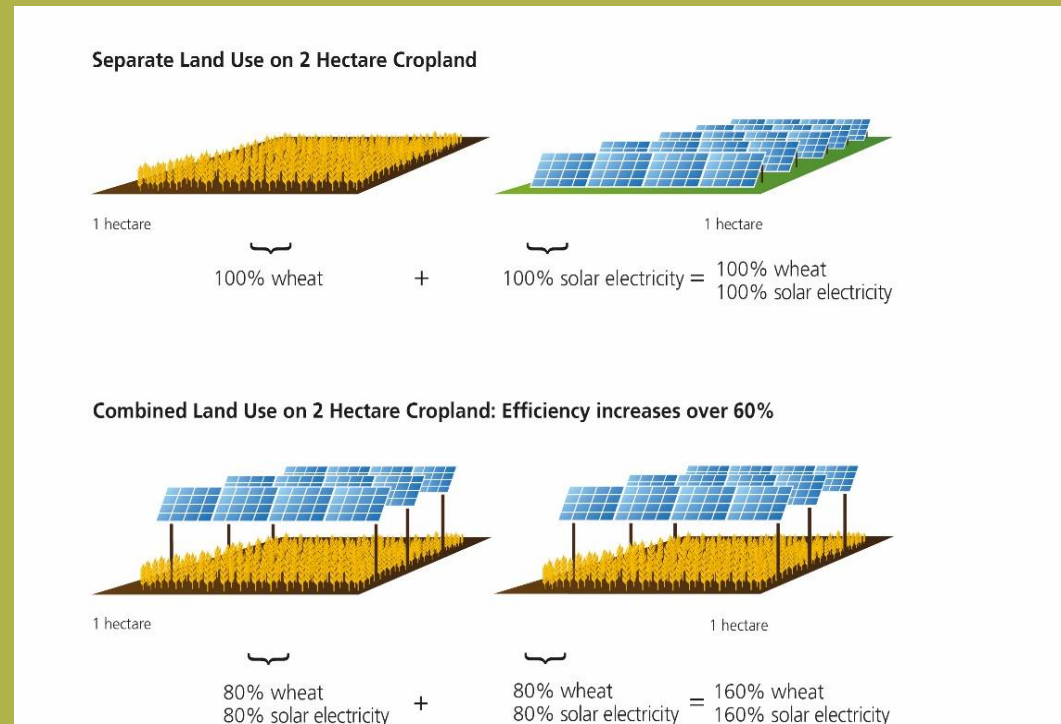 Separate Land Use on 2 Hectare Cropland
1 hectare
1 hectare
100% wheat + 100% solar electricity = 100% wheat
100% solar electricity
Combined Land Use on 2 Hectare Cropland: Efficiency increases over 60%
1 hectare
1 hectare
80% wheat
80% solar electricity
+
80% wheat
80% solar electricity
=
160% wheat
160% solar electricity